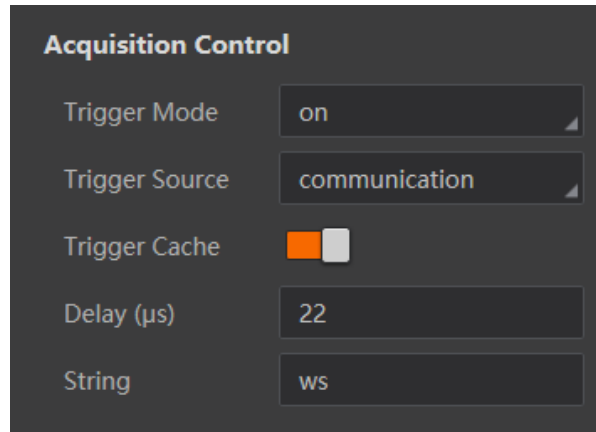 Acquisition Control
Trigger Mode on
Trigger Source communication
Trigger Cache
Delay (µs) 22
String ws